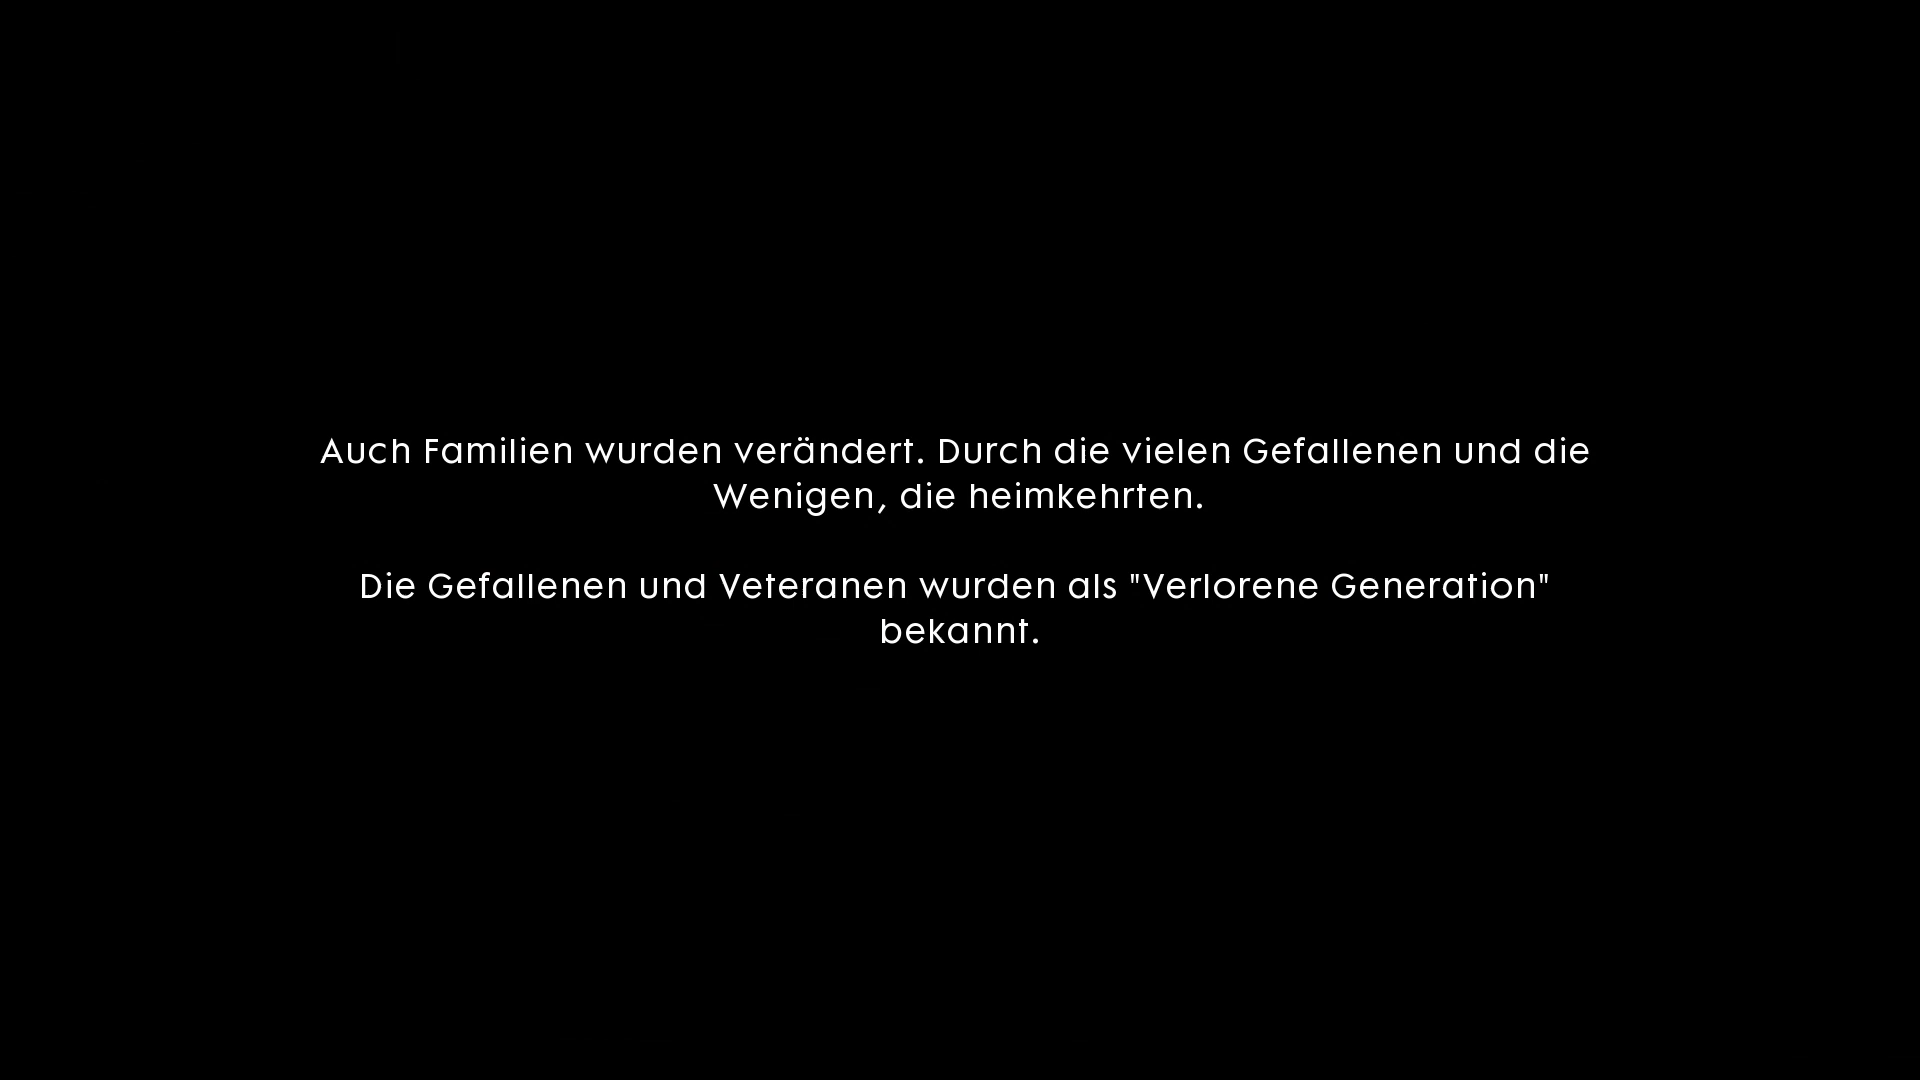 Auch Familien wurden verändert. Durch die vielen Gefallenen und die
Wenigen, die heimkehrten.
Die Gefallenen und Veteranen wurden als "Verlorene Generation"
bekannt.